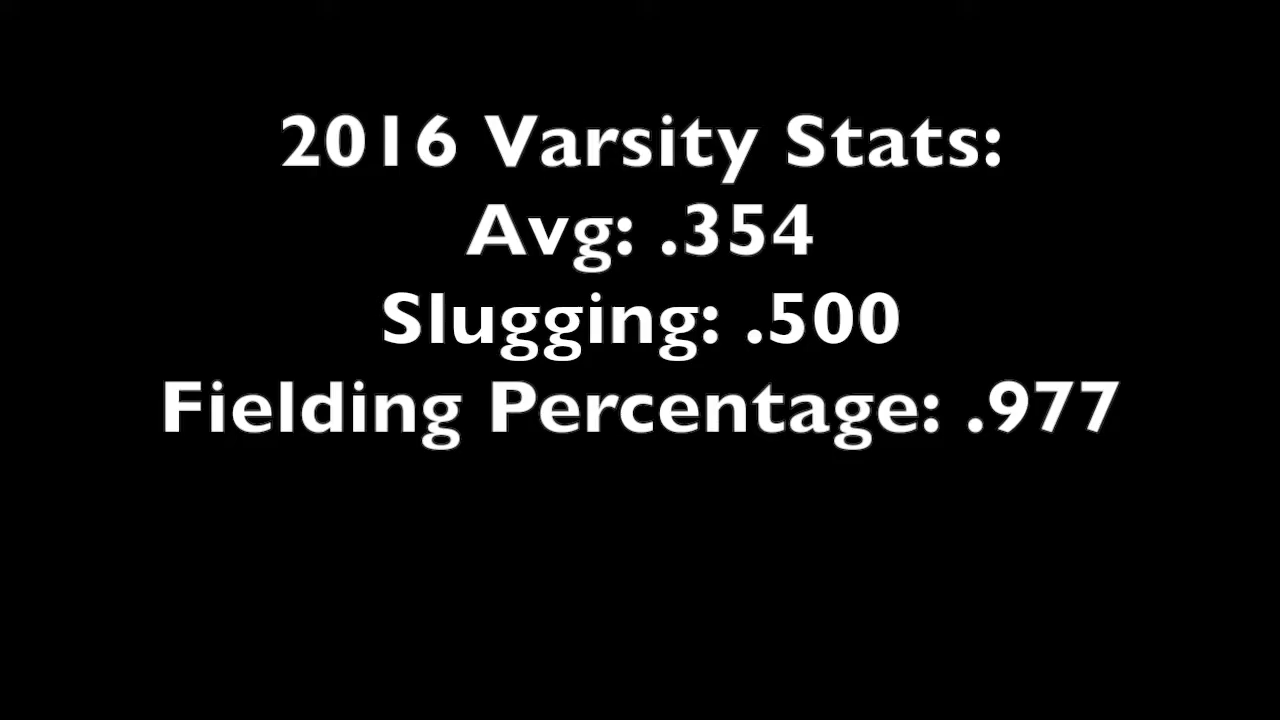 2016 Varsity Stats:
Avg: .354
Slugging: .500
Fielding Percentage: .977